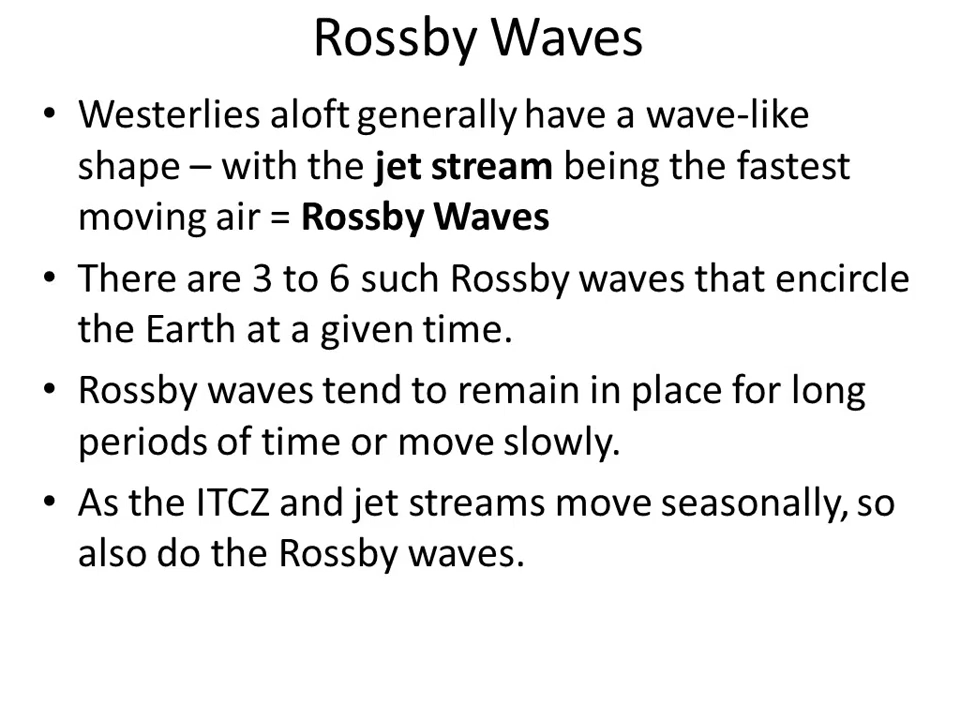 Rossby Waves
• Westerlies aloft generally have a wave-like
shape – with the jet stream being the fastest
moving air = Rossby Waves
• There are 3 to 6 such Rossby waves that encircle
the Earth at a given time.
• Rossby waves tend to remain in place for long
periods of time or move slowly.
• As the ITCZ and jet streams move seasonally, so
also do the Rossby waves.